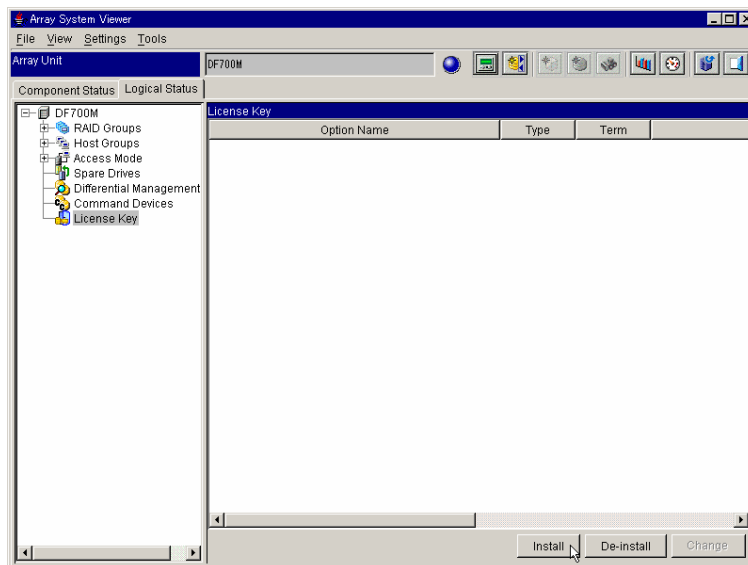 Array System Viewer
File View Settings Tools
Array Unit
DF700M
Component Status Logical Status
DF700M
RAID Groups
Host Groups
Access Mode
Spare Drives
Differential Management
Command Devices
License Key
License Key
Option Name Type Term
Install De-install Change